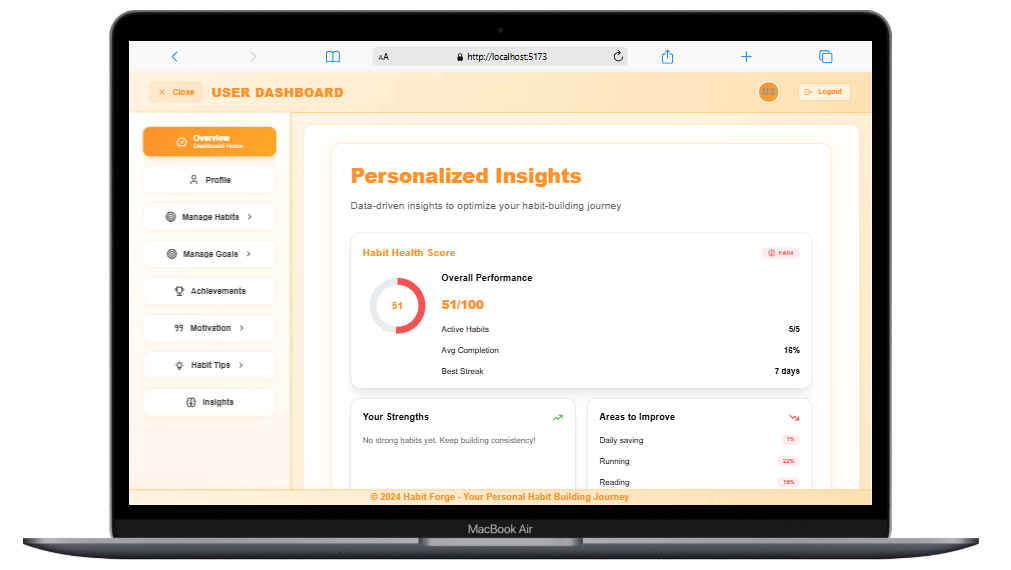 AA http://localhost:5173
Close USER DASHBOARD US Logout
Overview
Dashboard Home
Profile
Manage Habits
Manage Goals
Achievements
Motivation
Habit Tips
Insights
Personalized Insights
Data-driven insights to optimize your habit-building journey
Habit Health Score FAIR
51
Overall Performance
51/100
Active Habits 5/5
Avg Completion 16%
Best Streak 7 days
Your Strengths
No strong habits yet. Keep building consistency!
Areas to Improve
Daily saving 1%
Running 22%
Reading 18%
© 2024 Habit Forge - Your Personal Habit Building Journey
MacBook Air